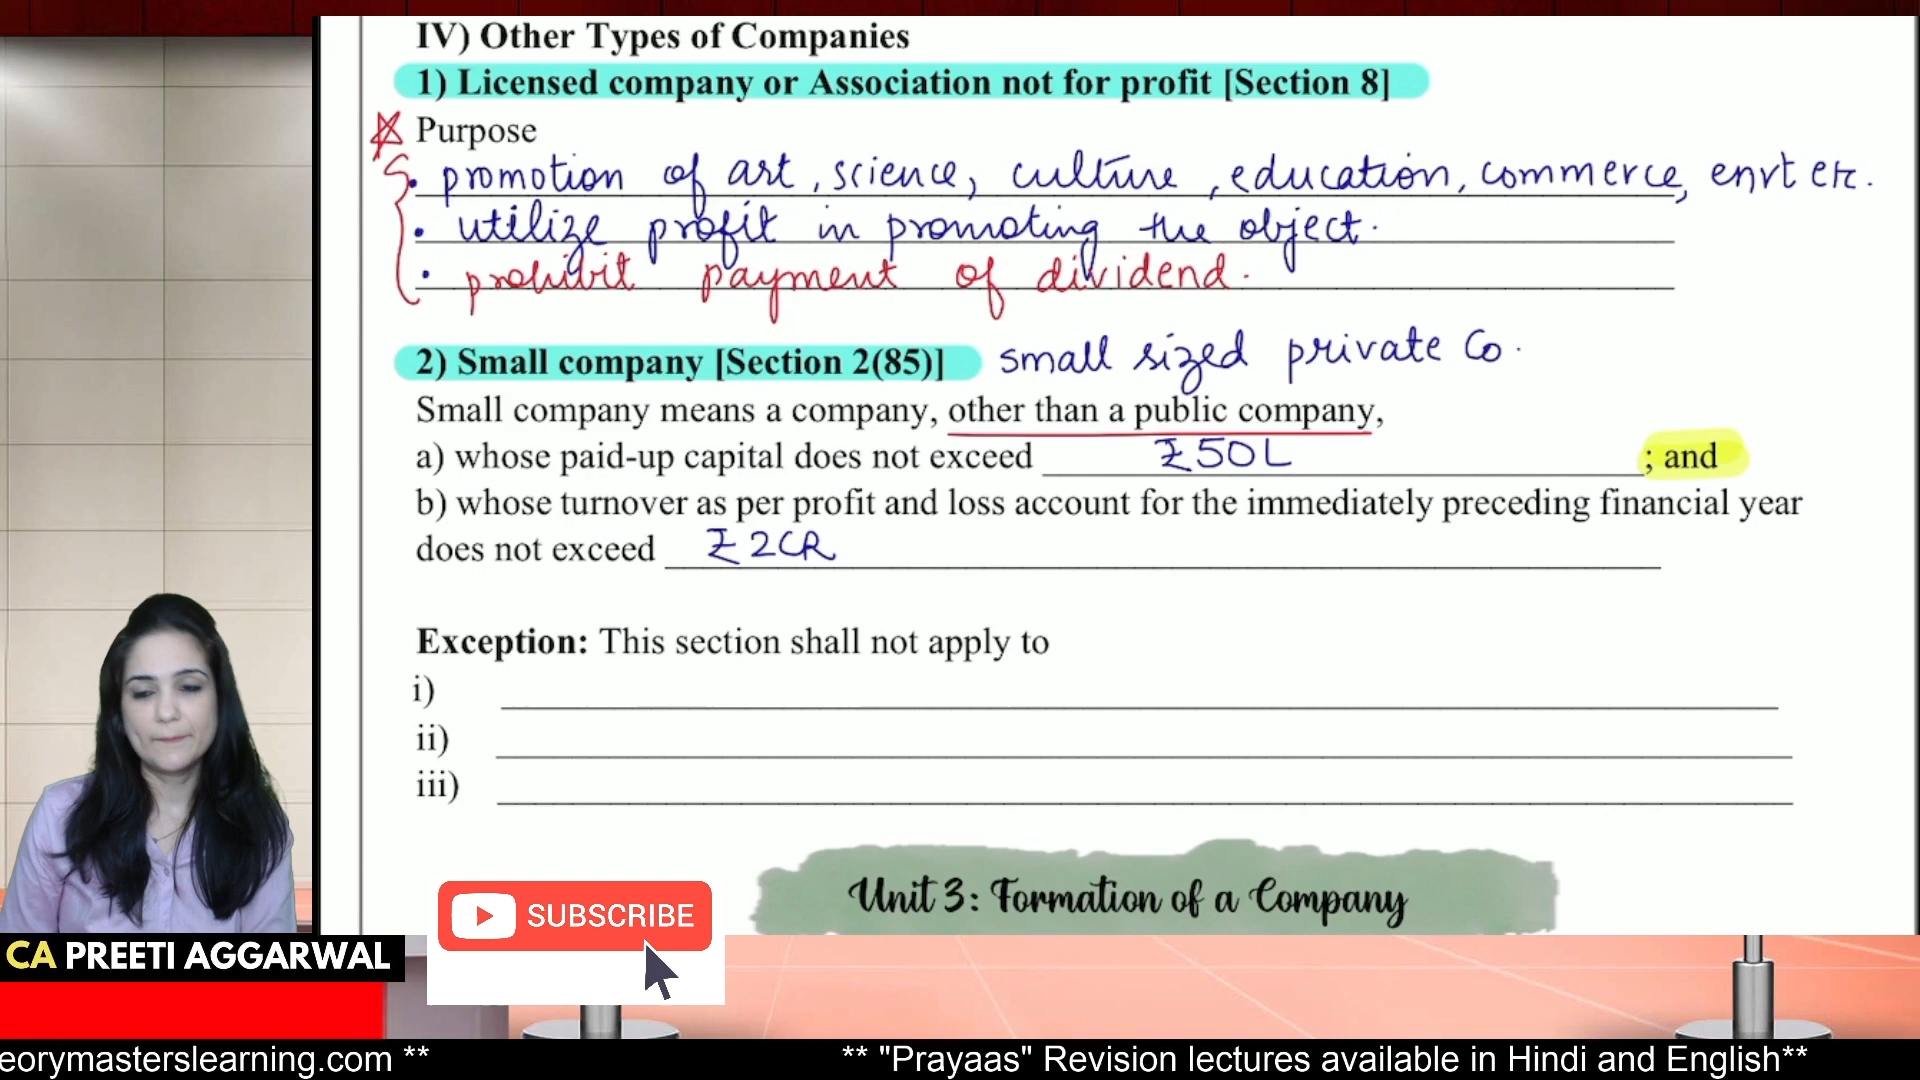 IV) Other Types of Companies
1) Licensed company or Association not for profit [Section 8]
Purpose
• promotion of art, science, culture, education, commerce, envt etc.
• utilize profit in promoting the object.
• prohibit payment of dividend.
2) Small company [Section 2(85)] small sized private Co.
Small company means a company, other than a public company,
a) whose paid-up capital does not exceed ₹50L ; and
b) whose turnover as per profit and loss account for the immediately preceding financial year
does not exceed ₹2CR
Exception: This section shall not apply to
i)
ii)
iii)
Unit 3: Formation of a Company
SUBSCRIBE
CA PREETI AGGARWAL
eorymasterslearning.com ** ** "Prayaas" Revision lectures available in Hindi and English**